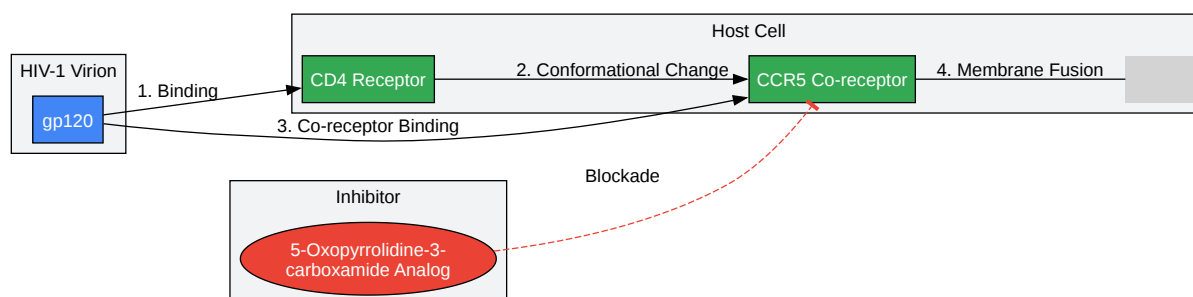 Host Cell
HIV-1 Virion
CD4 Receptor
2. Conformational Change
CCR5 Co-receptor
4. Membrane Fusion
1. Binding
gp120
3. Co-receptor Binding
Blockade
Inhibitor
5-Oxopyrrolidine-3-
carboxamide Analog